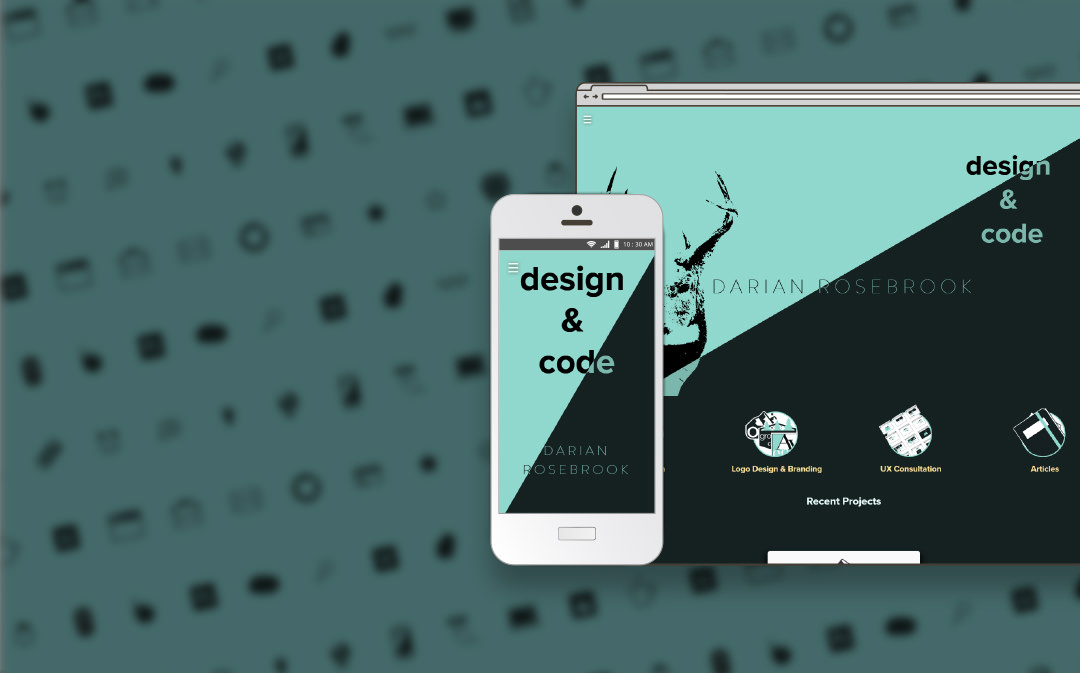 design
&
code
DARIAN ROSEBROOK
10 : 30 AM
design
&
code
DARIAN
ROSEBROOK
Logo Design & Branding
UX Consultation
Articles
Recent Projects